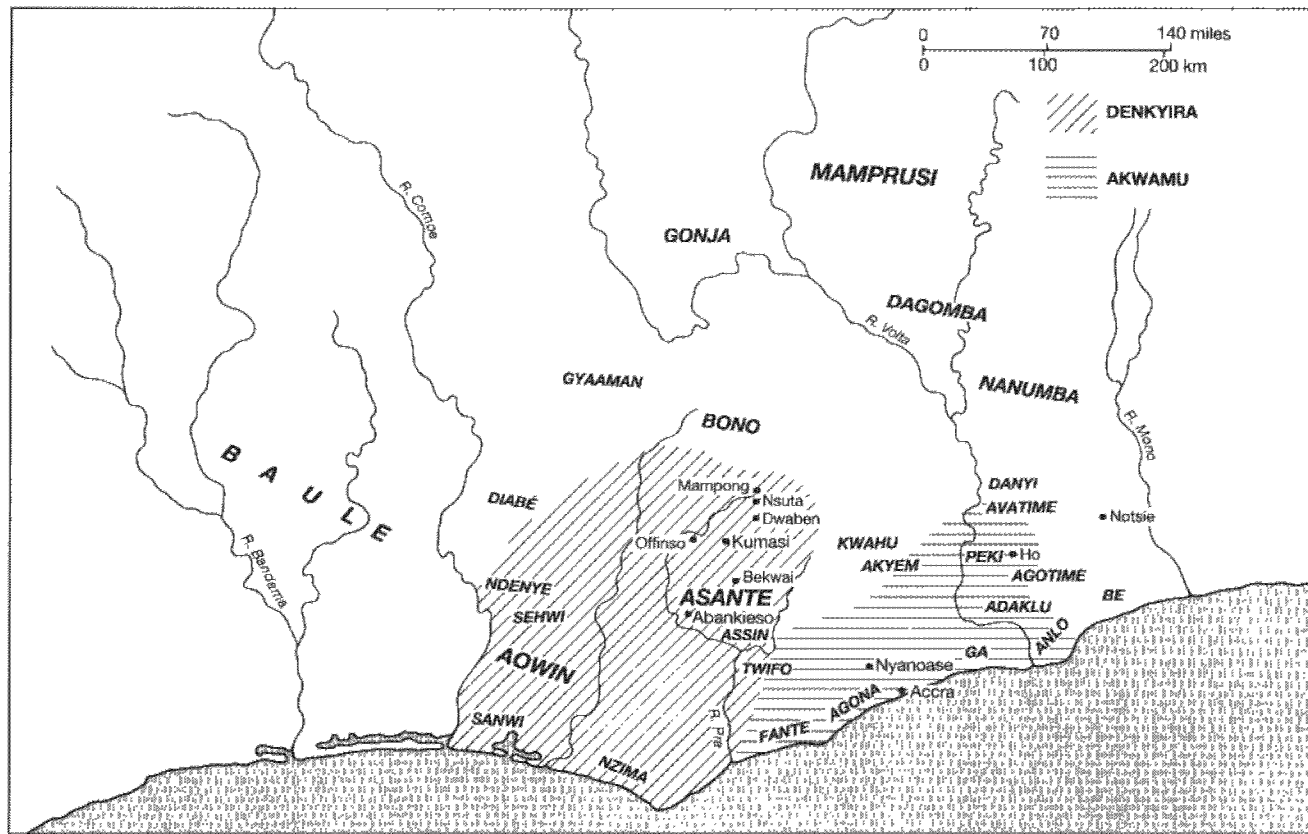 0 70 140 miles
0 100 200 km
DENKYIRA
AKWAMU
MAMPRUSI
R. Comoe
GONJA
DAGOMBA
R. Volta
NANUMBA
GYAAMAN
BONO
R. Mono
BAULE
DIABÉ
Mampong
Nsuta
Dwaben
Offinso
Kumasi
KWAHU
AKYEM
DANYI
AVATIME
Notsie
PEKI
Ho
AGOTIME
ADAKLU
BE
R. Bandama
NDENYE
SEHWI
Bekwai
ASANTE
Abankieso
ASSIN
AOWIN
TWIFO
Nyanoase
GA
ANLO
SANWI
R. Pra
FANTE
AGONA
Accra
NZIMA